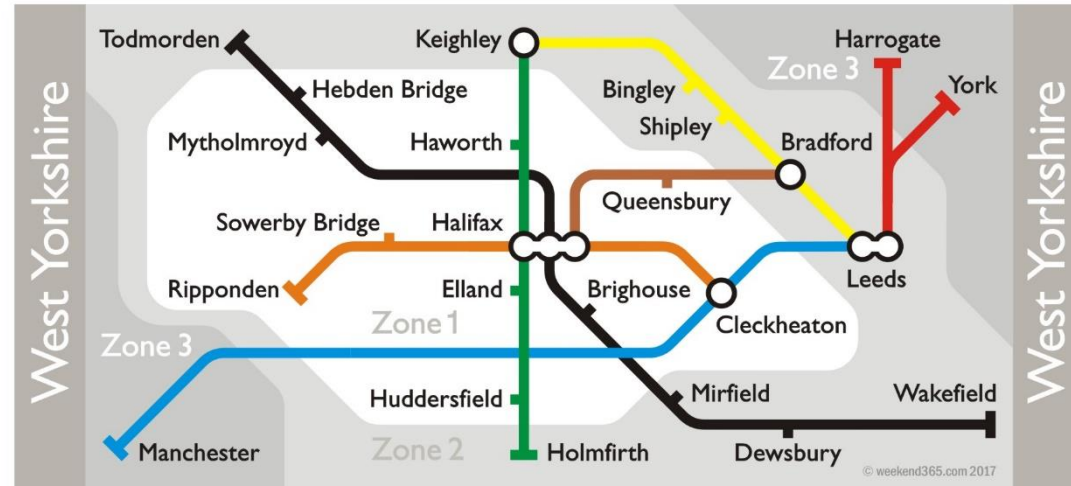 West Yorkshire
Todmorden
Keighley
Harrogate
Zone 3
York
Hebden Bridge
Bingley
Mytholmroyd
Haworth
Shipley
Bradford
Queensbury
Sowerby Bridge
Halifax
Leeds
Ripponden
Elland
Brighouse
Cleckheaton
Zone 1
Zone 3
Huddersfield
Mirfield
Wakefield
Manchester
Zone 2
Holmfirth
Dewsbury
© weekend365.com 2017
West Yorkshire